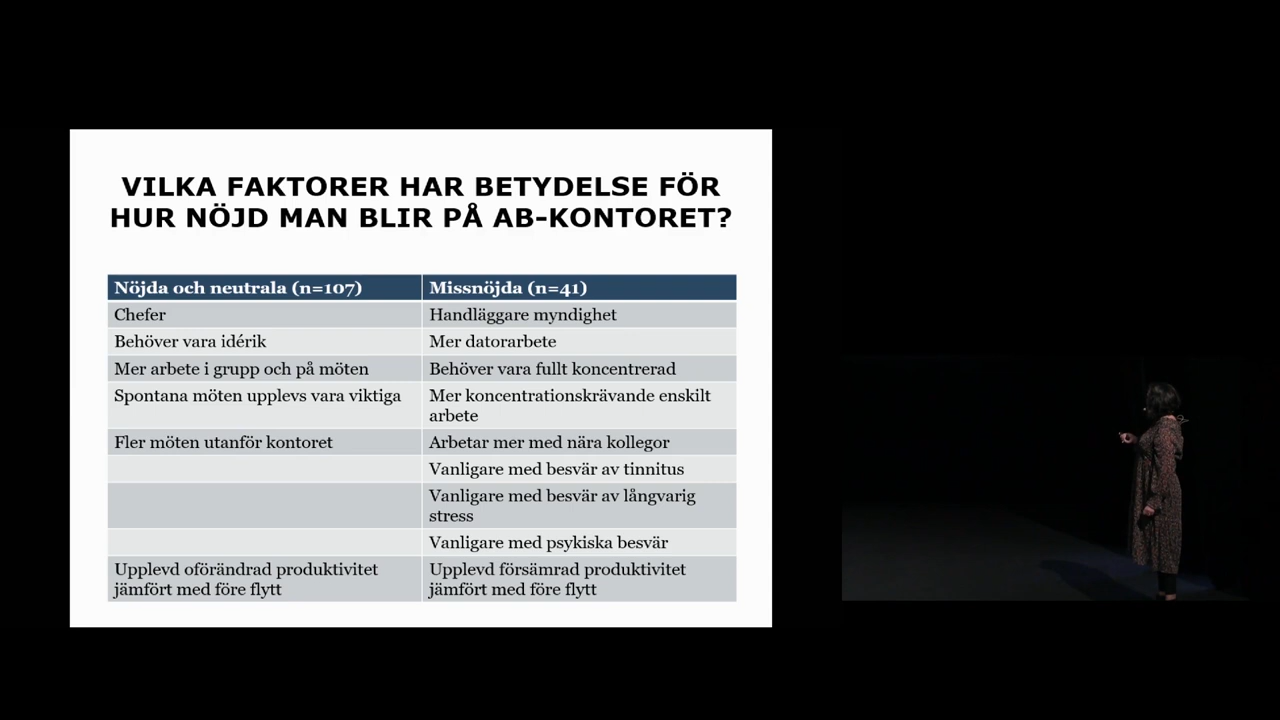 VILKA FAKTORER HAR BETYDELSE FÖR
HUR NÖJD MAN BLIR PÅ AB-KONTORET?
Nöjda och neutrala (n=107)
Missnöjda (n=41)
Chefer
Handläggare myndighet
Behöver vara idérik
Mer datorarbete
Mer arbete i grupp och på möten
Behöver vara fullt koncentrerad
Spontana möten upplevs vara viktiga
Mer koncentrationskrävande enskilt
arbete
Fler möten utanför kontoret
Arbetar mer med nära kollegor
Vanligare med besvär av tinnitus
Vanligare med besvär av långvarig
stress
Vanligare med psykiska besvär
Upplevd oförändrad produktivitet
jämfört med före flytt
Upplevd försämrad produktivitet
jämfört med före flytt